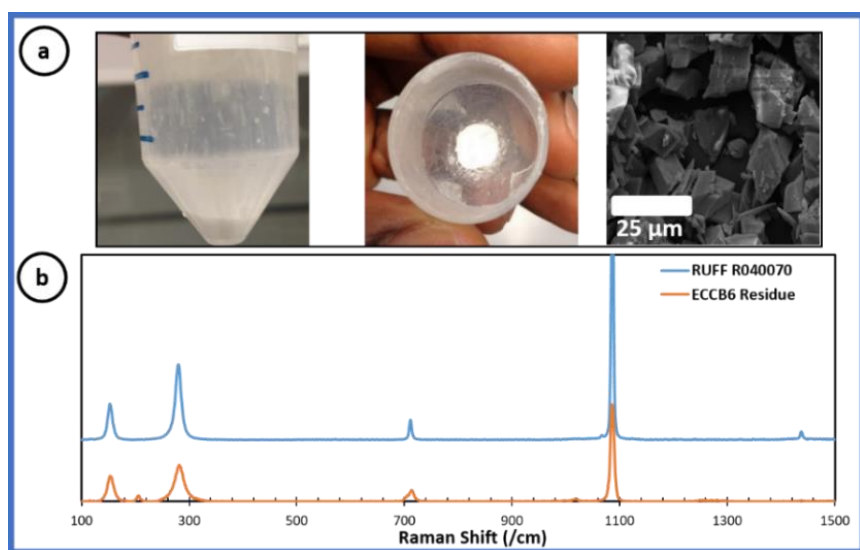 a
25 μm
b
RUFF R040070
ECCB6 Residue
100 300 500 700 900 1100 1300 1500
Raman Shift (/cm)